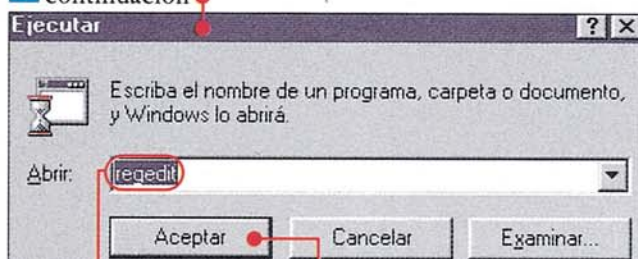 continuación
Ejecutar
Escriba el nombre de un programa, carpeta o documento,
y Windows lo abrirá.
Abrir: regedit
Aceptar Cancelar Examinar...